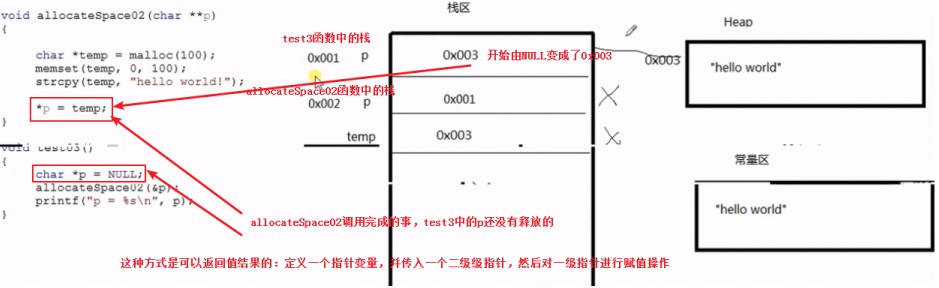 void allocateSpace02(char **p)
{
char *temp = malloc(100);
memset(temp, 0, 100);
strcpy(temp, "hello world!");
*p = temp;
}
void test03()
{
char *p = NULL;
allocateSpace02(&p);
printf("p = %s\n", p);
}
栈区
test3函数中的栈
0x001 p 0x003
开始由NULL变成了0x003
allocateSpace02函数中的栈
0x002 p 0x001
temp 0x003
Heap
0x003
"hello world"
常量区
"hello world"
allocateSpace02调用完成的事，test3中的p还没有释放的
这种方式是可以返回值结果的：定义一个指针变量，并传入一个二级级指针，然后对一级指针进行赋值操作